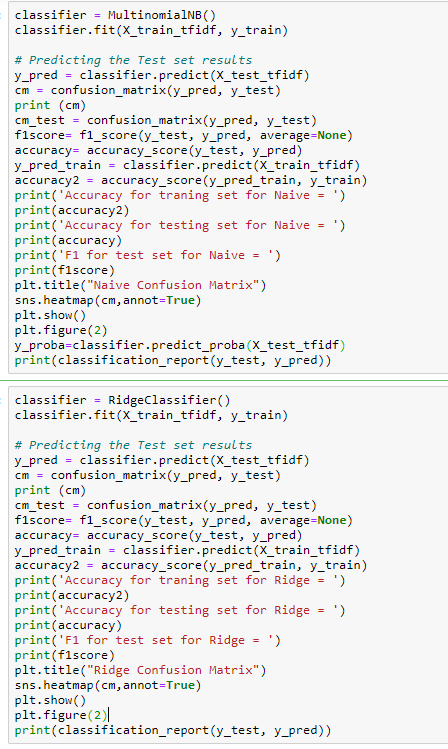 classifier = MultinomialNB()
classifier.fit(X_train_tfidf, y_train)

# Predicting the Test set results
y_pred = classifier.predict(X_test_tfidf)
cm = confusion_matrix(y_pred, y_test)
print (cm)
cm_test = confusion_matrix(y_pred, y_test)
f1score= f1_score(y_test, y_pred, average=None)
accuracy= accuracy_score(y_test, y_pred)
y_pred_train = classifier.predict(X_train_tfidf)
accuracy2 = accuracy_score(y_pred_train, y_train)
print('Accuracy for traning set for Naive = ')
print(accuracy2)
print('Accuracy for testing set for Naive = ')
print(accuracy)
print('F1 for test set for Naive = ')
print(f1score)
plt.title("Naive Confusion Matrix")
sns.heatmap(cm,annot=True)
plt.show()
plt.figure(2)
y_proba=classifier.predict_proba(X_test_tfidf)
print(classification_report(y_test, y_pred))

classifier = RidgeClassifier()
classifier.fit(X_train_tfidf, y_train)

# Predicting the Test set results
y_pred = classifier.predict(X_test_tfidf)
cm = confusion_matrix(y_pred, y_test)
print (cm)
cm_test = confusion_matrix(y_pred, y_test)
f1score= f1_score(y_test, y_pred, average=None)
accuracy= accuracy_score(y_test, y_pred)
y_pred_train = classifier.predict(X_train_tfidf)
accuracy2 = accuracy_score(y_pred_train, y_train)
print('Accuracy for traning set for Ridge = ')
print(accuracy2)
print('Accuracy for testing set for Ridge = ')
print(accuracy)
print('F1 for test set for Ridge = ')
print(f1score)
plt.title("Ridge Confusion Matrix")
sns.heatmap(cm,annot=True)
plt.show()
plt.figure(2)
print(classification_report(y_test, y_pred))